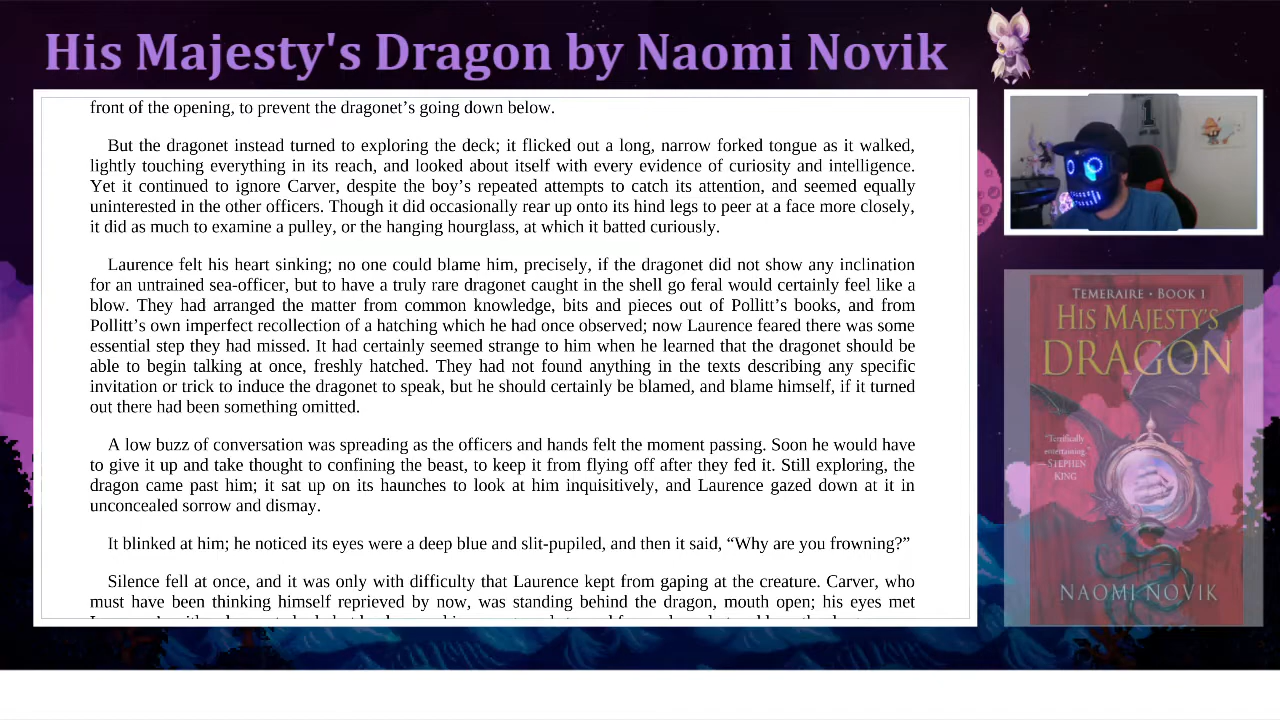 His Majesty's Dragon by Naomi Novik
front of the opening, to prevent the dragonet’s going down below.
But the dragonet instead turned to exploring the deck; it flicked out a long, narrow forked tongue as it walked,
lightly touching everything in its reach, and looked about itself with every evidence of curiosity and intelligence.
Yet it continued to ignore Carver, despite the boy’s repeated attempts to catch its attention, and seemed equally
uninterested in the other officers. Though it did occasionally rear up onto its hind legs to peer at a face more closely,
it did as much to examine a pulley, or the hanging hourglass, at which it batted curiously.
Laurence felt his heart sinking; no one could blame him, precisely, if the dragonet did not show any inclination
for an untrained sea-officer, but to have a truly rare dragonet caught in the shell go feral would certainly feel like a
blow. They had arranged the matter from common knowledge, bits and pieces out of Pollitt’s books, and from
Pollitt’s own imperfect recollection of a hatching which he had once observed; now Laurence feared there was some
essential step they had missed. It had certainly seemed strange to him when he learned that the dragonet should be
able to begin talking at once, freshly hatched. They had not found anything in the texts describing any specific
invitation or trick to induce the dragonet to speak, but he should certainly be blamed, and blame himself, if it turned
out there had been something omitted.
A low buzz of conversation was spreading as the officers and hands felt the moment passing. Soon he would have
to give it up and take thought to confining the beast, to keep it from flying off after they fed it. Still exploring, the
dragon came past him; it sat up on its haunches to look at him inquisitively, and Laurence gazed down at it in
unconcealed sorrow and dismay.
It blinked at him; he noticed its eyes were a deep blue and slit-pupiled, and then it said, “Why are you frowning?”
Silence fell at once, and it was only with difficulty that Laurence kept from gaping at the creature. Carver, who
must have been thinking himself reprieved by now, was standing behind the dragon, mouth open; his eyes met
1
TEMERAIRE • BOOK 1
HIS MAJESTY'S
DRAGON
“Terrifically
entertaining.”
—STEPHEN
KING
NAOMI NOVIK